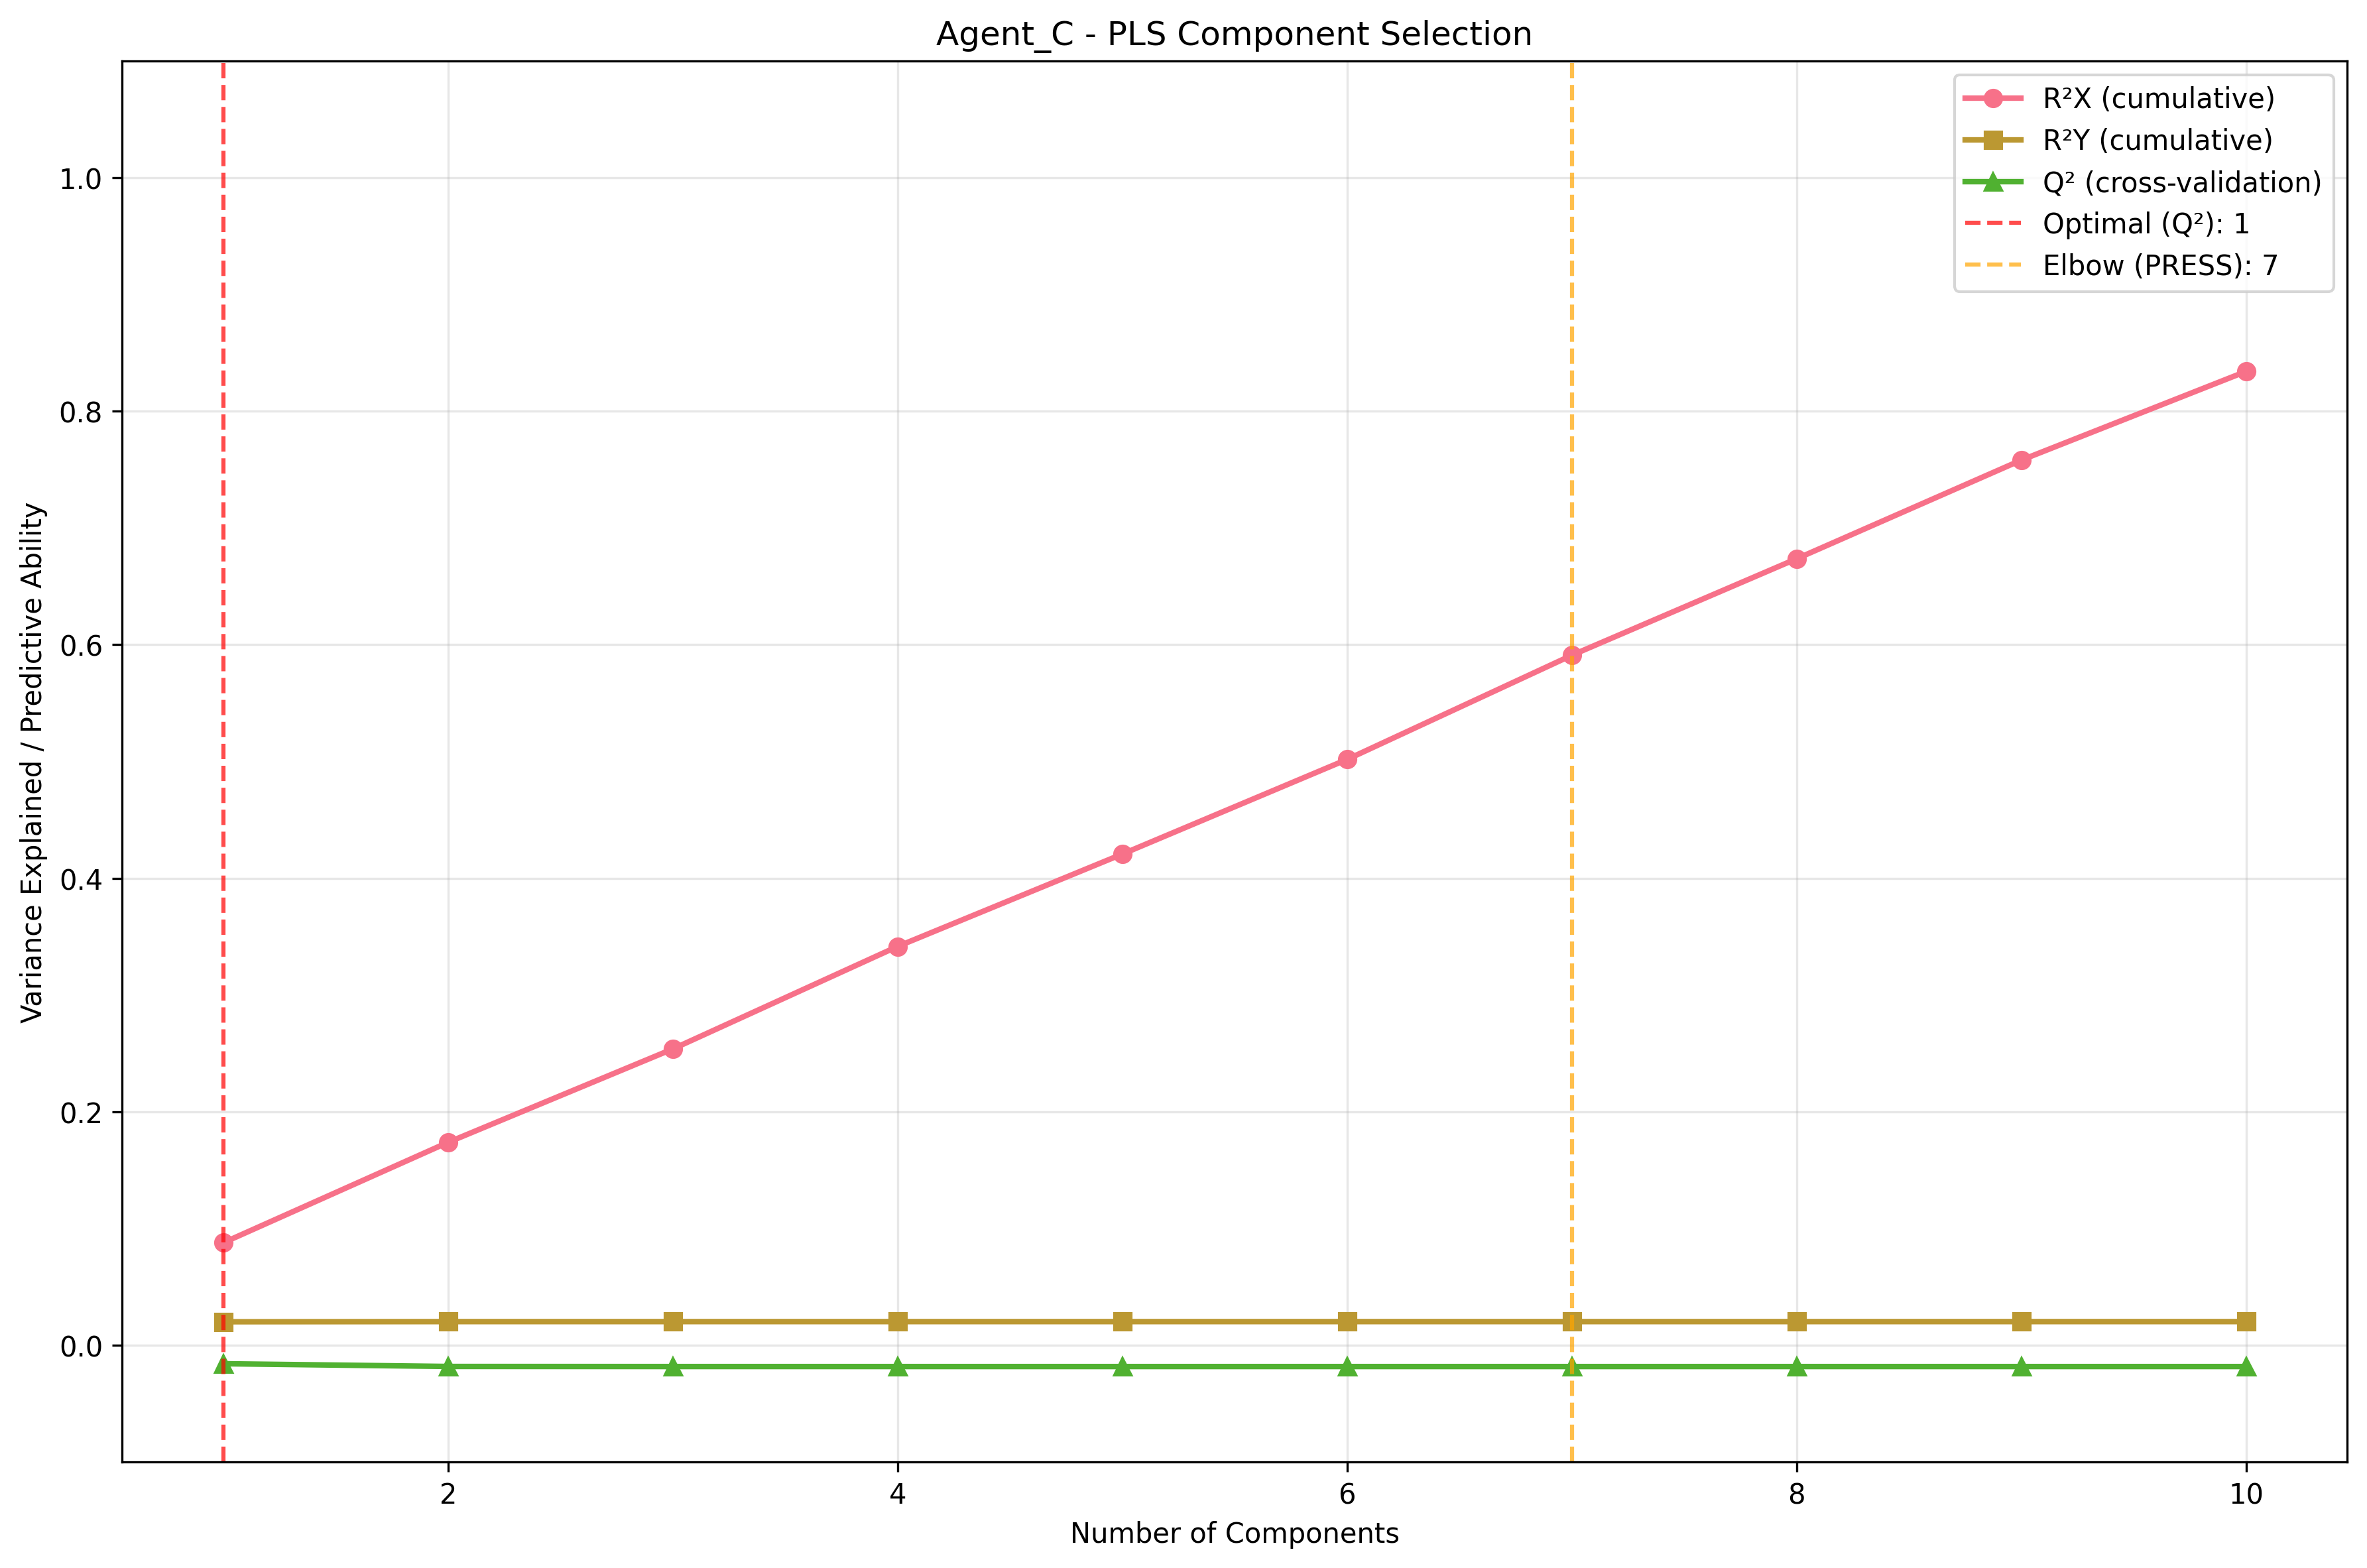 Agent_C - PLS Component Selection
R²X (cumulative)
R²Y (cumulative)
Q² (cross-validation)
Optimal (Q²): 1
Elbow (PRESS): 7
Variance Explained / Predictive Ability
1.0
0.8
0.6
0.4
0.2
0.0
2 4 6 8 10
Number of Components